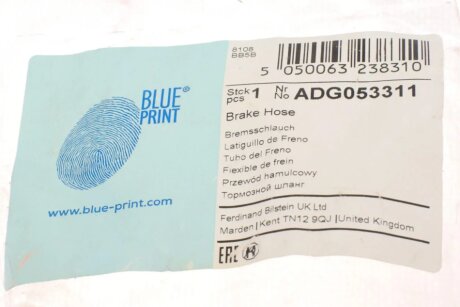 BLUE®
PRINT
www.blue-print.com
8108
BB5B
5 050063 238310
Stck 1 Nr ADG053311
pcs No
Brake Hose
Bremsschlauch
Latiguillo de Freno
Tubo del Freno
Flexible de frein
Przewód hamulcowy
Тормозной шланг
Ferdinand Bilstein UK Ltd
Marden | Kent TN12 9QJ | United Kingdom
EAC